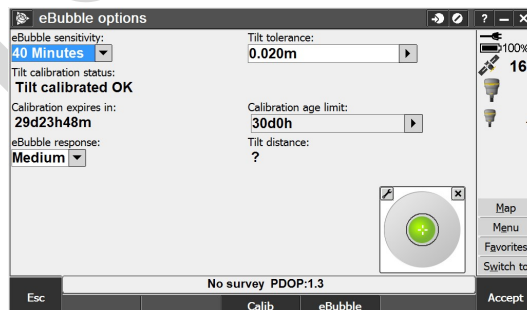 eBubble options
? – ×
eBubble sensitivity:
Tilt tolerance:
40 Minutes
0.020m
100%
Tilt calibration status:
Tilt calibrated OK
16
Calibration expires in:
Calibration age limit:
29d23h48m
30d0h
eBubble response:
Tilt distance:
Medium
?
Map
Menu
Favorites
Switch to
No survey PDOP:1.3
Esc
Calib
eBubble
Accept